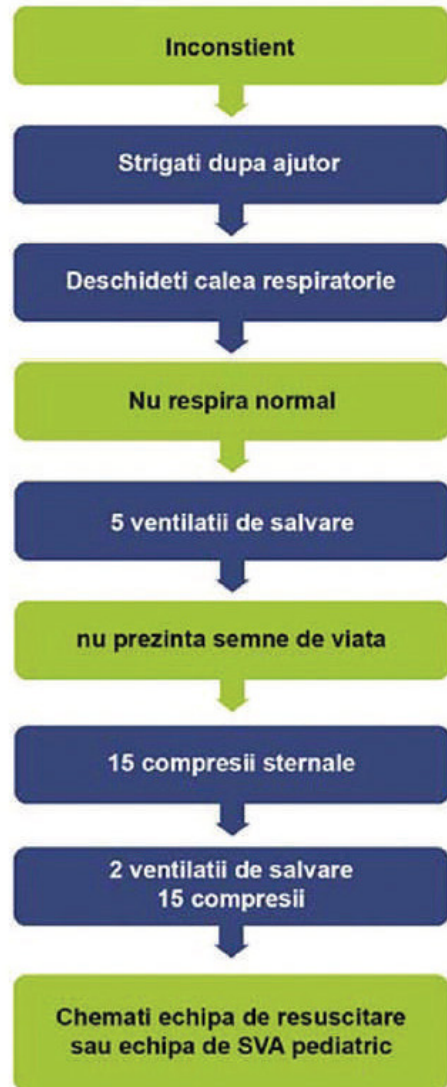 Inconstient
Strigati dupa ajutor
Deschideti calea respiratorie
Nu respira normal
5 ventilatii de salvare
nu prezinta semne de viata
15 compresii sternale
2 ventilatii de salvare
15 compresii
Chemati echipa de resuscitare
sau echipa de SVA pediatric